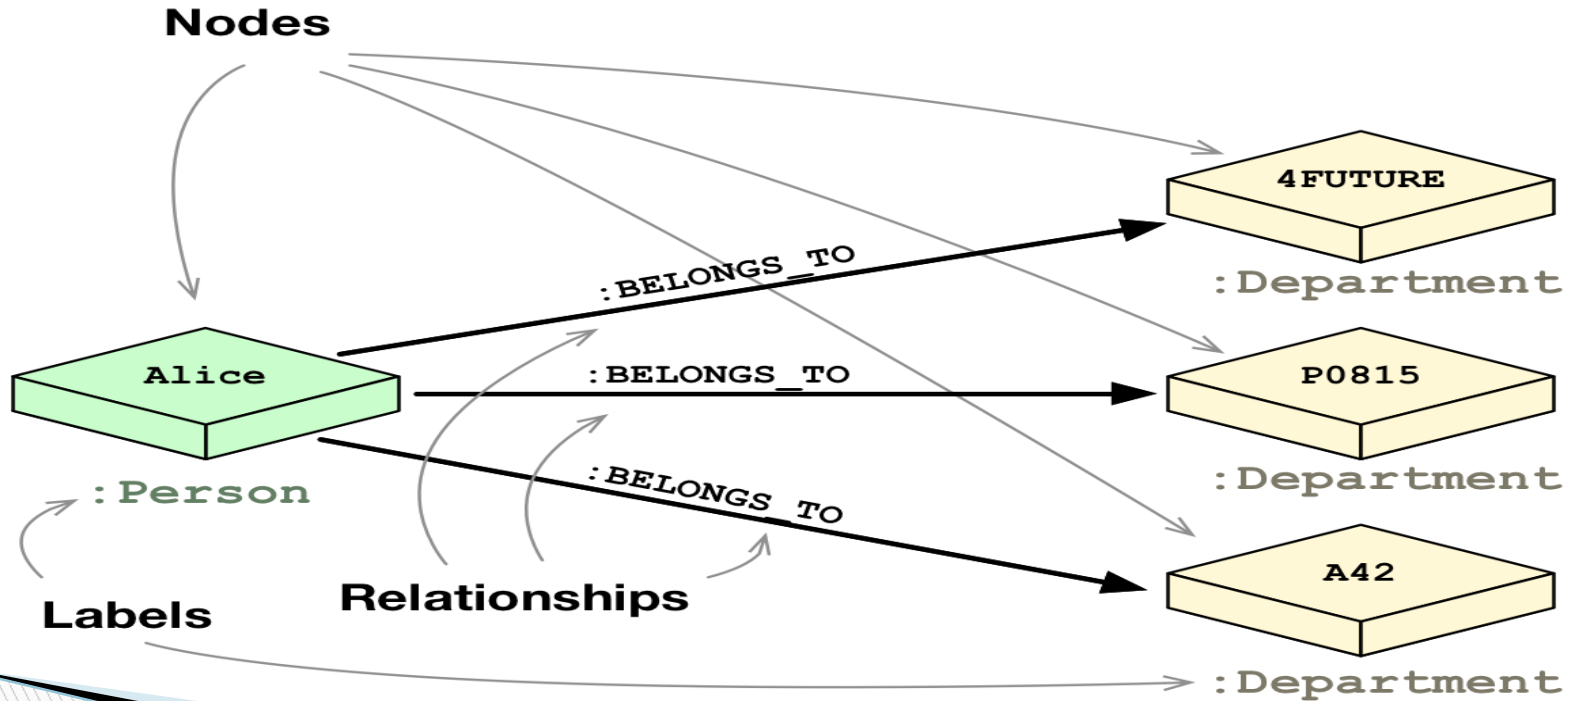 Nodes
4FUTURE
:BELONGS_TO
:Department
Alice
:BELONGS_TO
P0815
:BELONGS_TO
:Department
:Person
A42
Relationships
Labels
:Department